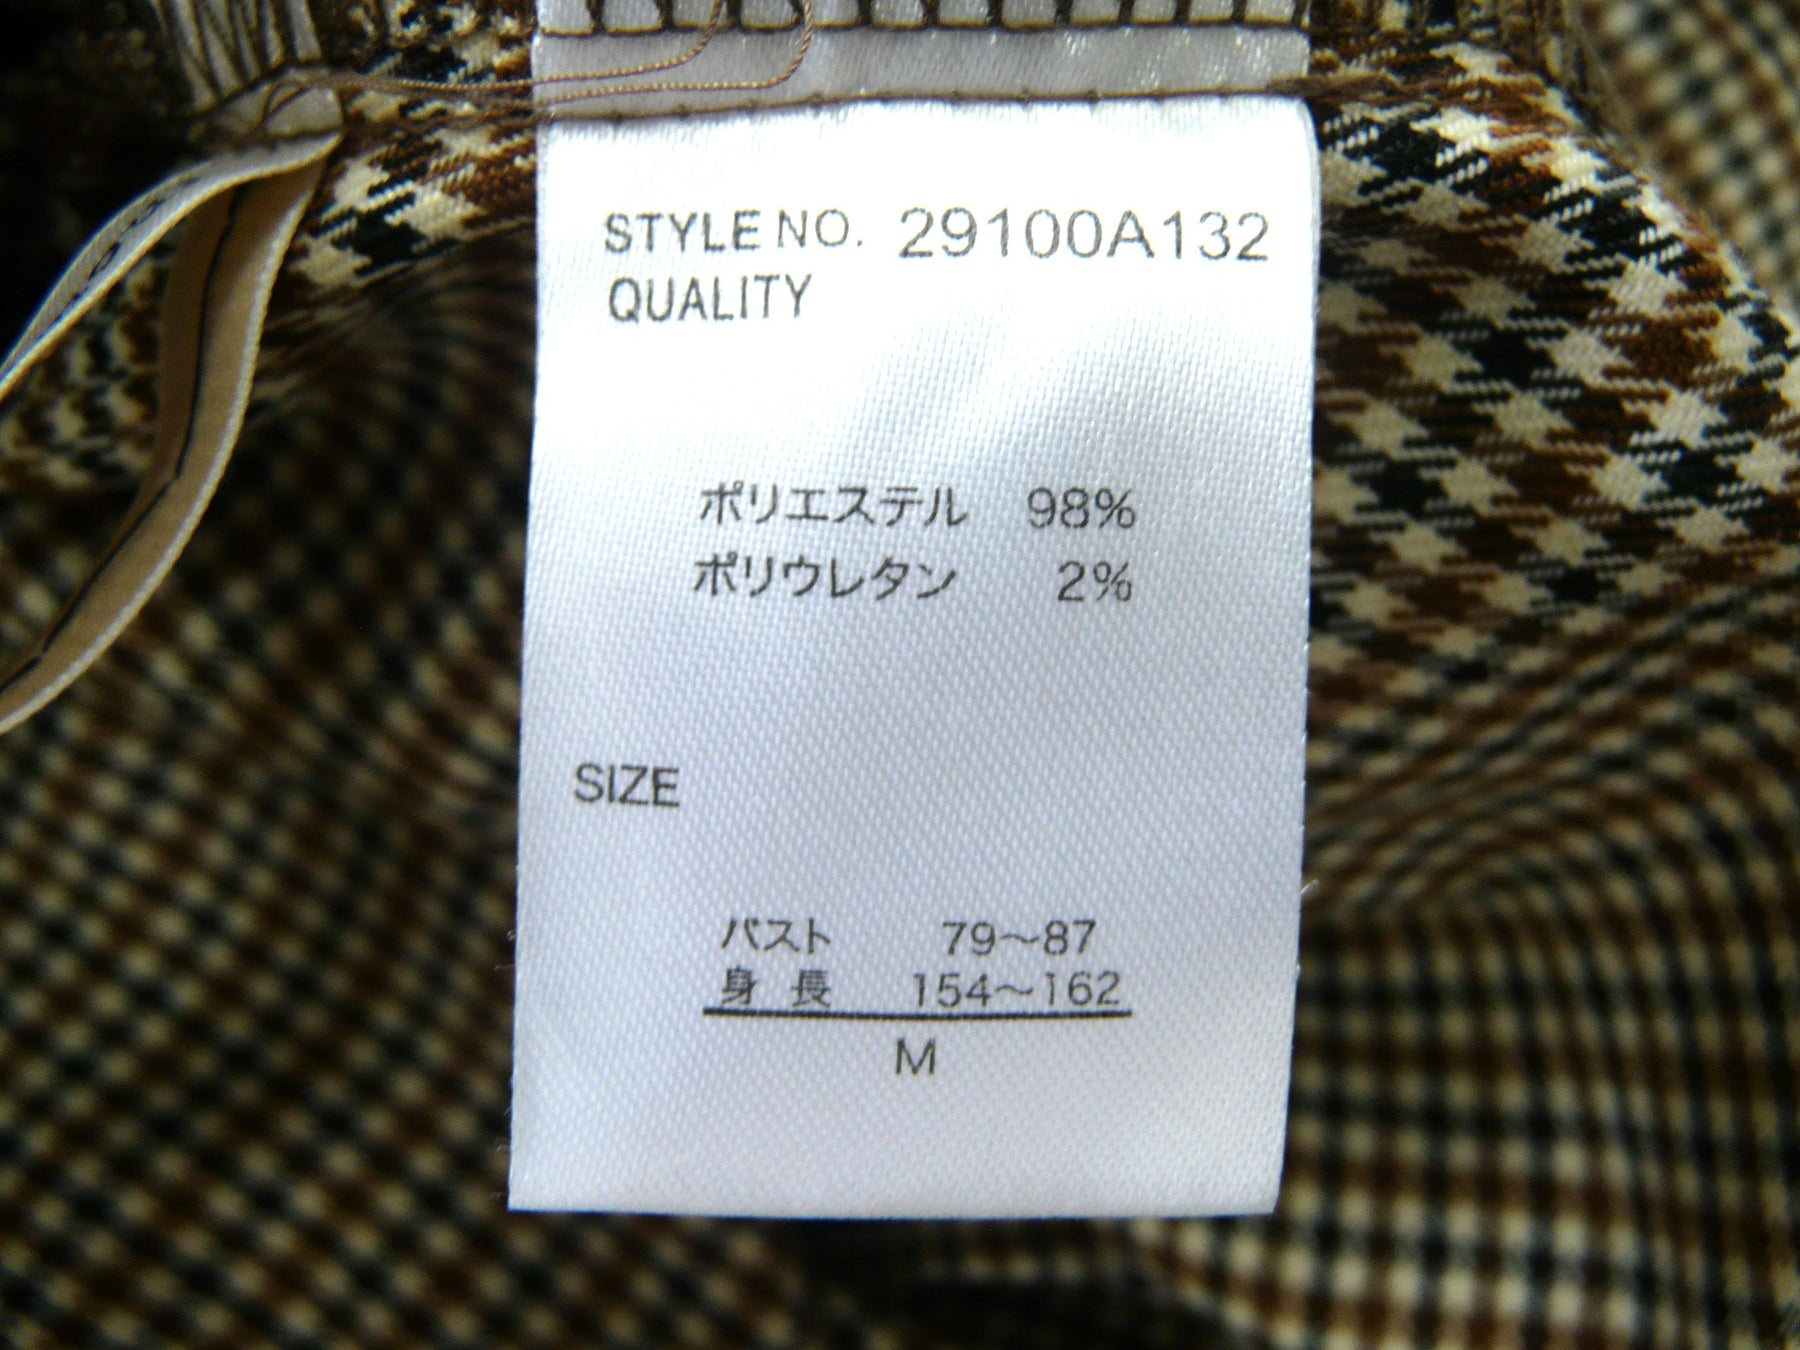 STYLE NO. 29100A132
QUALITY
ポリエステル 98%
ポリウレタン 2%
SIZE
バスト 79〜87
身長 154〜162
M